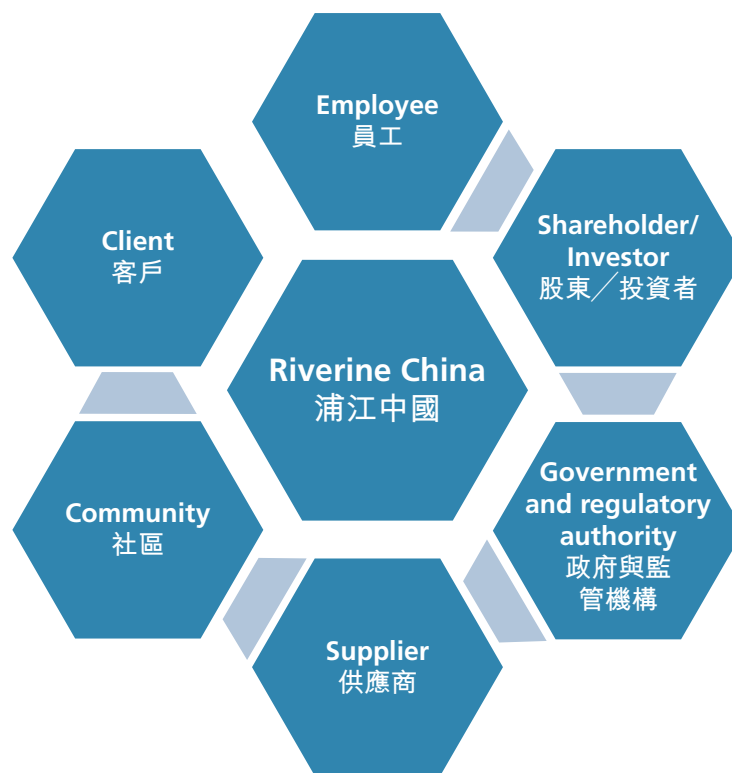 Employee
員工
Client
客戶
Shareholder/
Investor
股東╱投資者
Riverine China
浦江中國
Community
社區
Government
and regulatory
authority
政府與監
管機構
Supplier
供應商